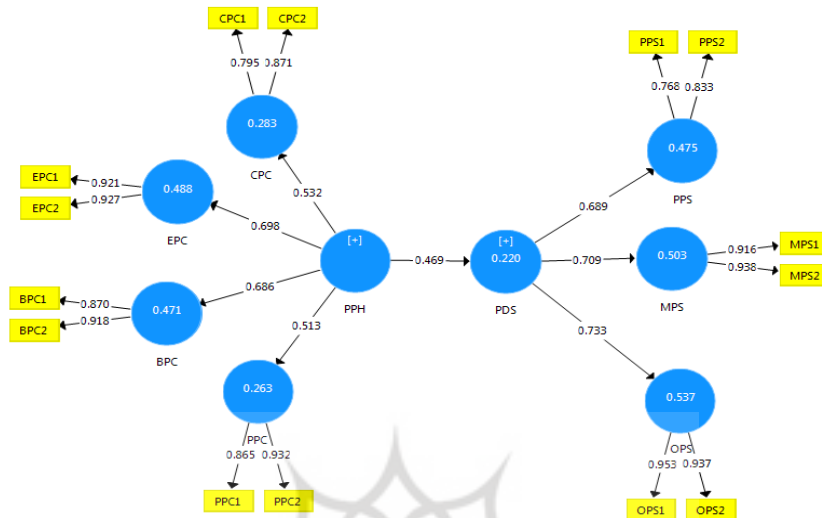 CPC1
CPC2
0.795
0.871
0.283
CPC
PPS1
PPS2
0.768
0.833
0.475
PPS
EPC1
EPC2
0.921
0.927
0.488
EPC
0.532
0.698
[+]
PPH
0.469
[+]
0.220
PDS
0.689
0.709
0.503
MPS
0.916
0.938
MPS1
MPS2
BPC1
BPC2
0.870
0.918
0.471
BPC
0.686
0.513
0.263
PPC
0.865
0.932
PPC1
PPC2
0.733
0.537
OPS
0.953
0.937
OPS1
OPS2